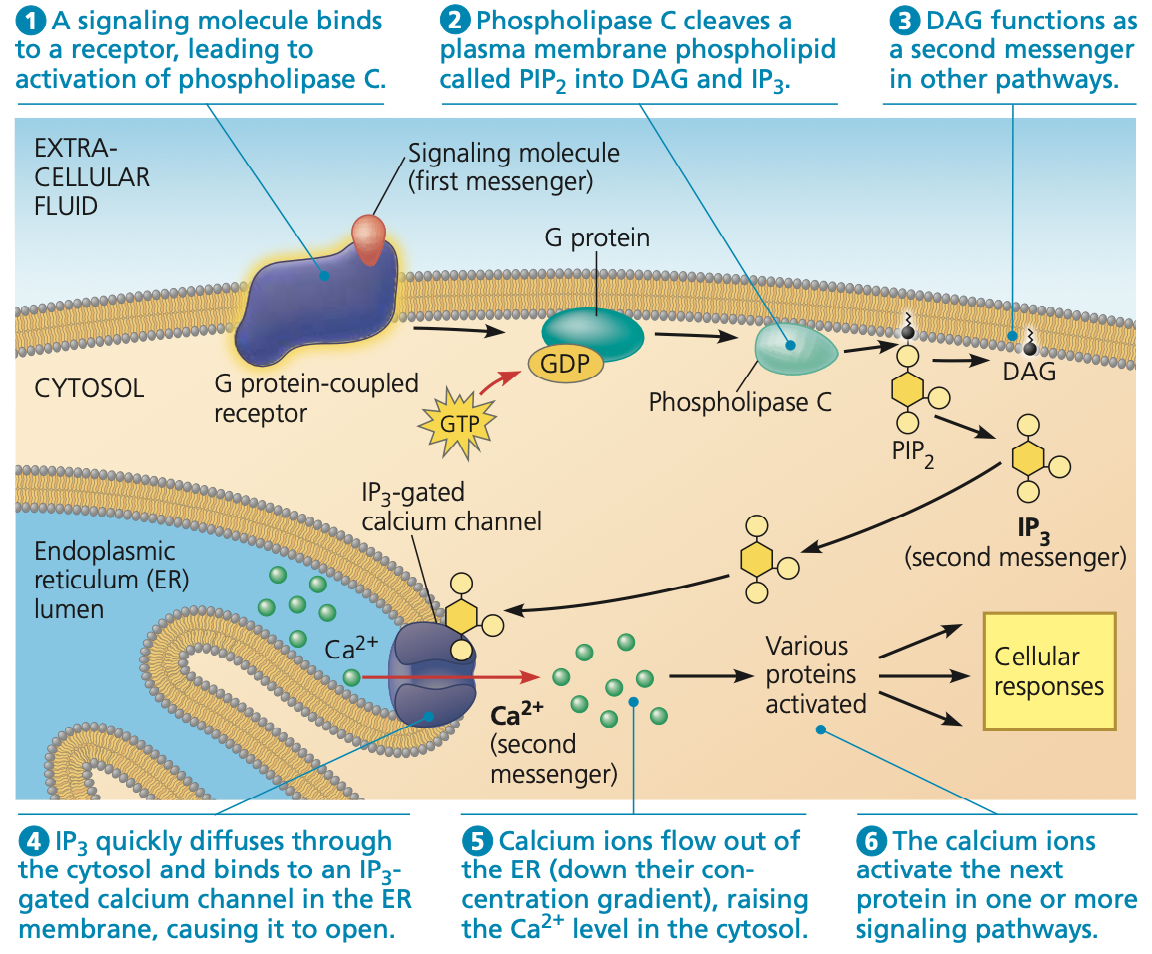 1 A signaling molecule binds
to a receptor, leading to
activation of phospholipase C.
2 Phospholipase C cleaves a
plasma membrane phospholipid
called PIP₂ into DAG and IP₃.
3 DAG functions as
a second messenger
in other pathways.
EXTRA-
CELLULAR
FLUID
Signaling molecule
(first messenger)
G protein
GDP
CYTOSOL
G protein-coupled
receptor
GTP
Phospholipase C
DAG
PIP₂
IP₃
(second messenger)
IP₃-gated
calcium channel
Endoplasmic
reticulum (ER)
lumen
Ca²⁺
Ca²⁺
(second
messenger)
Various
proteins
activated
Cellular
responses
4 IP₃ quickly diffuses through
the cytosol and binds to an IP₃-
gated calcium channel in the ER
membrane, causing it to open.
5 Calcium ions flow out of
the ER (down their con-
centration gradient), raising
the Ca²⁺ level in the cytosol.
6 The calcium ions
activate the next
protein in one or more
signaling pathways.